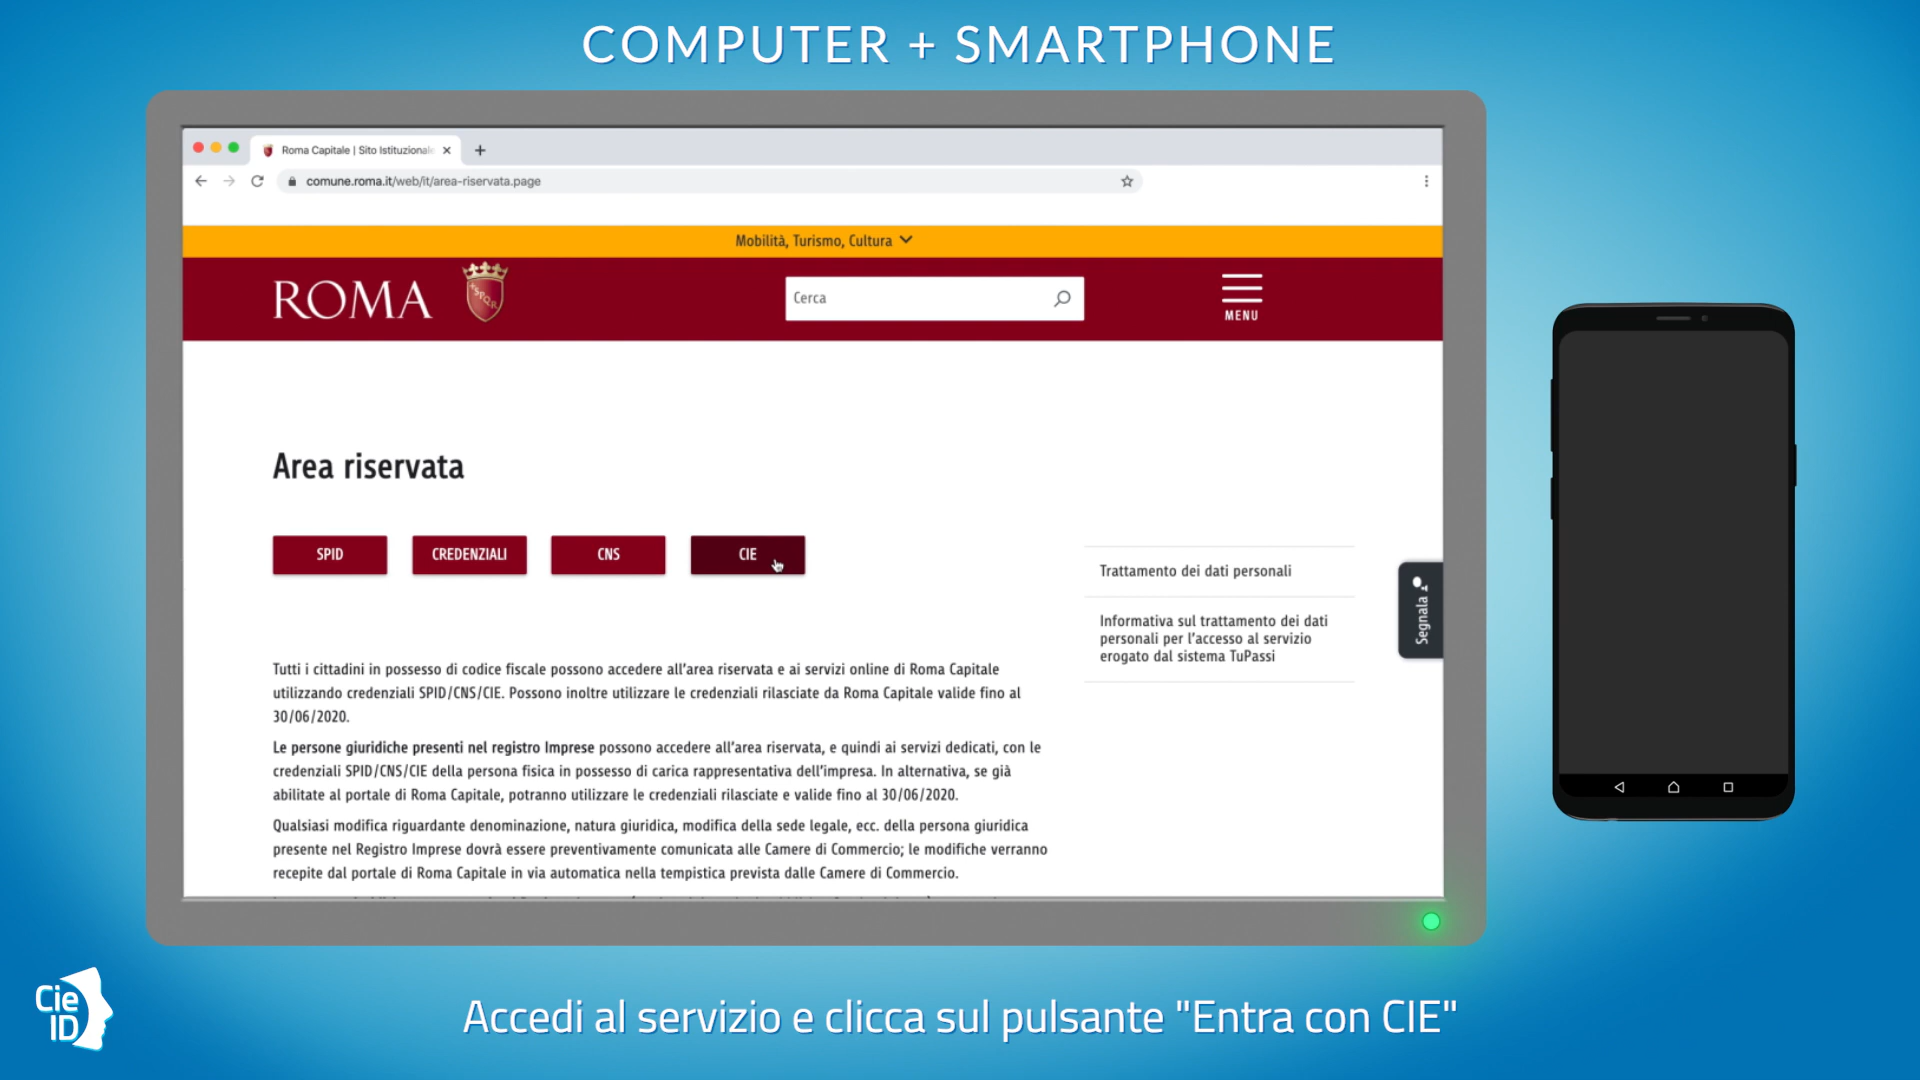 COMPUTER + SMARTPHONE
Roma Capitale | Sito Istituzionale
comune.roma.it/web/it/area-riservata.page
Mobilità, Turismo, Cultura
ROMA
SPQR
Cerca
MENU
Area riservata
SPID
CREDENZIALI
CNS
CIE
Tutti i cittadini in possesso di codice fiscale possono accedere all'area riservata e ai servizi online di Roma Capitale
utilizzando credenziali SPID/CNS/CIE. Possono inoltre utilizzare le credenziali rilasciate da Roma Capitale valide fino al
30/06/2020.
Le persone giuridiche presenti nel registro Imprese possono accedere all'area riservata, e quindi ai servizi dedicati, con le
credenziali SPID/CNS/CIE della persona fisica in possesso di carica rappresentativa dell'impresa. In alternativa, se già
abilitate al portale di Roma Capitale, potranno utilizzare le credenziali rilasciate e valide fino al 30/06/2020.
Qualsiasi modifica riguardante denominazione, natura giuridica, modifica della sede legale, ecc. della persona giuridica
presente nel Registro Imprese dovrà essere preventivamente comunicata alle Camere di Commercio; le modifiche verranno
recepite dal portale di Roma Capitale in via automatica nella tempistica prevista dalle Camere di Commercio.
Trattamento dei dati personali
Informativa sul trattamento dei dati
personali per l'accesso al servizio
erogato dal sistema TuPassi
Segnala
Cie
ID
Accedi al servizio e clicca sul pulsante "Entra con CIE"